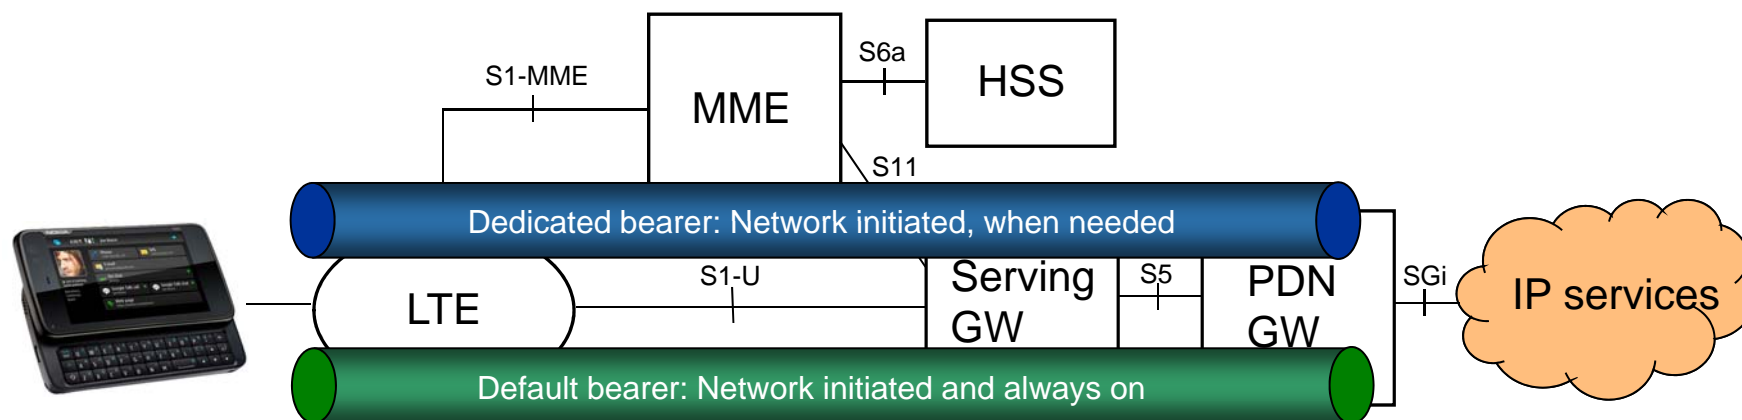 S6a
S1-MME
HSS
MME
S11
Dedicated bearer: Network initiated, when needed
LTE
S1-U
Serving
GW
S5
PDN
GW
SGi
IP services
Default bearer: Network initiated and always on